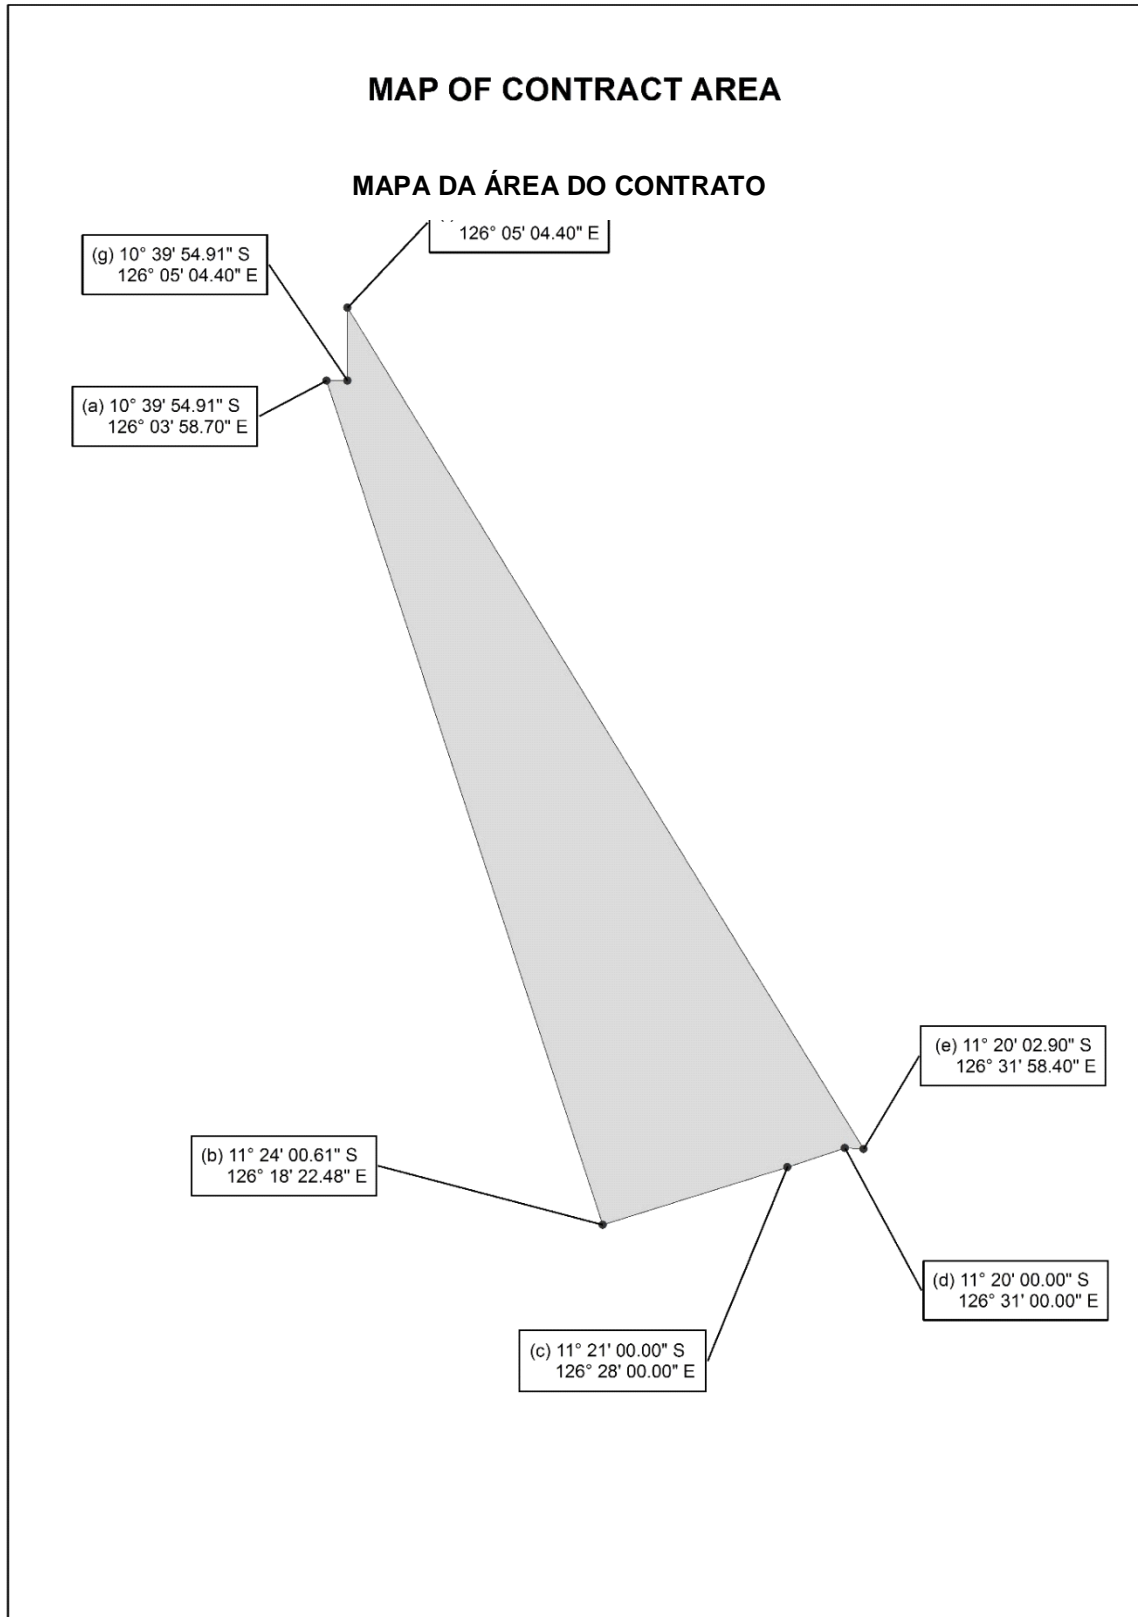 MAP OF CONTRACT AREA
MAPA DA ÁREA DO CONTRATO
126° 05' 04.40" E
(g) 10° 39' 54.91" S
126° 05' 04.40" E
(a) 10° 39' 54.91" S
126° 03' 58.70" E
(e) 11° 20' 02.90" S
126° 31' 58.40" E
(b) 11° 24' 00.61" S
126° 18' 22.48" E
(d) 11° 20' 00.00" S
126° 31' 00.00" E
(c) 11° 21' 00.00" S
126° 28' 00.00" E